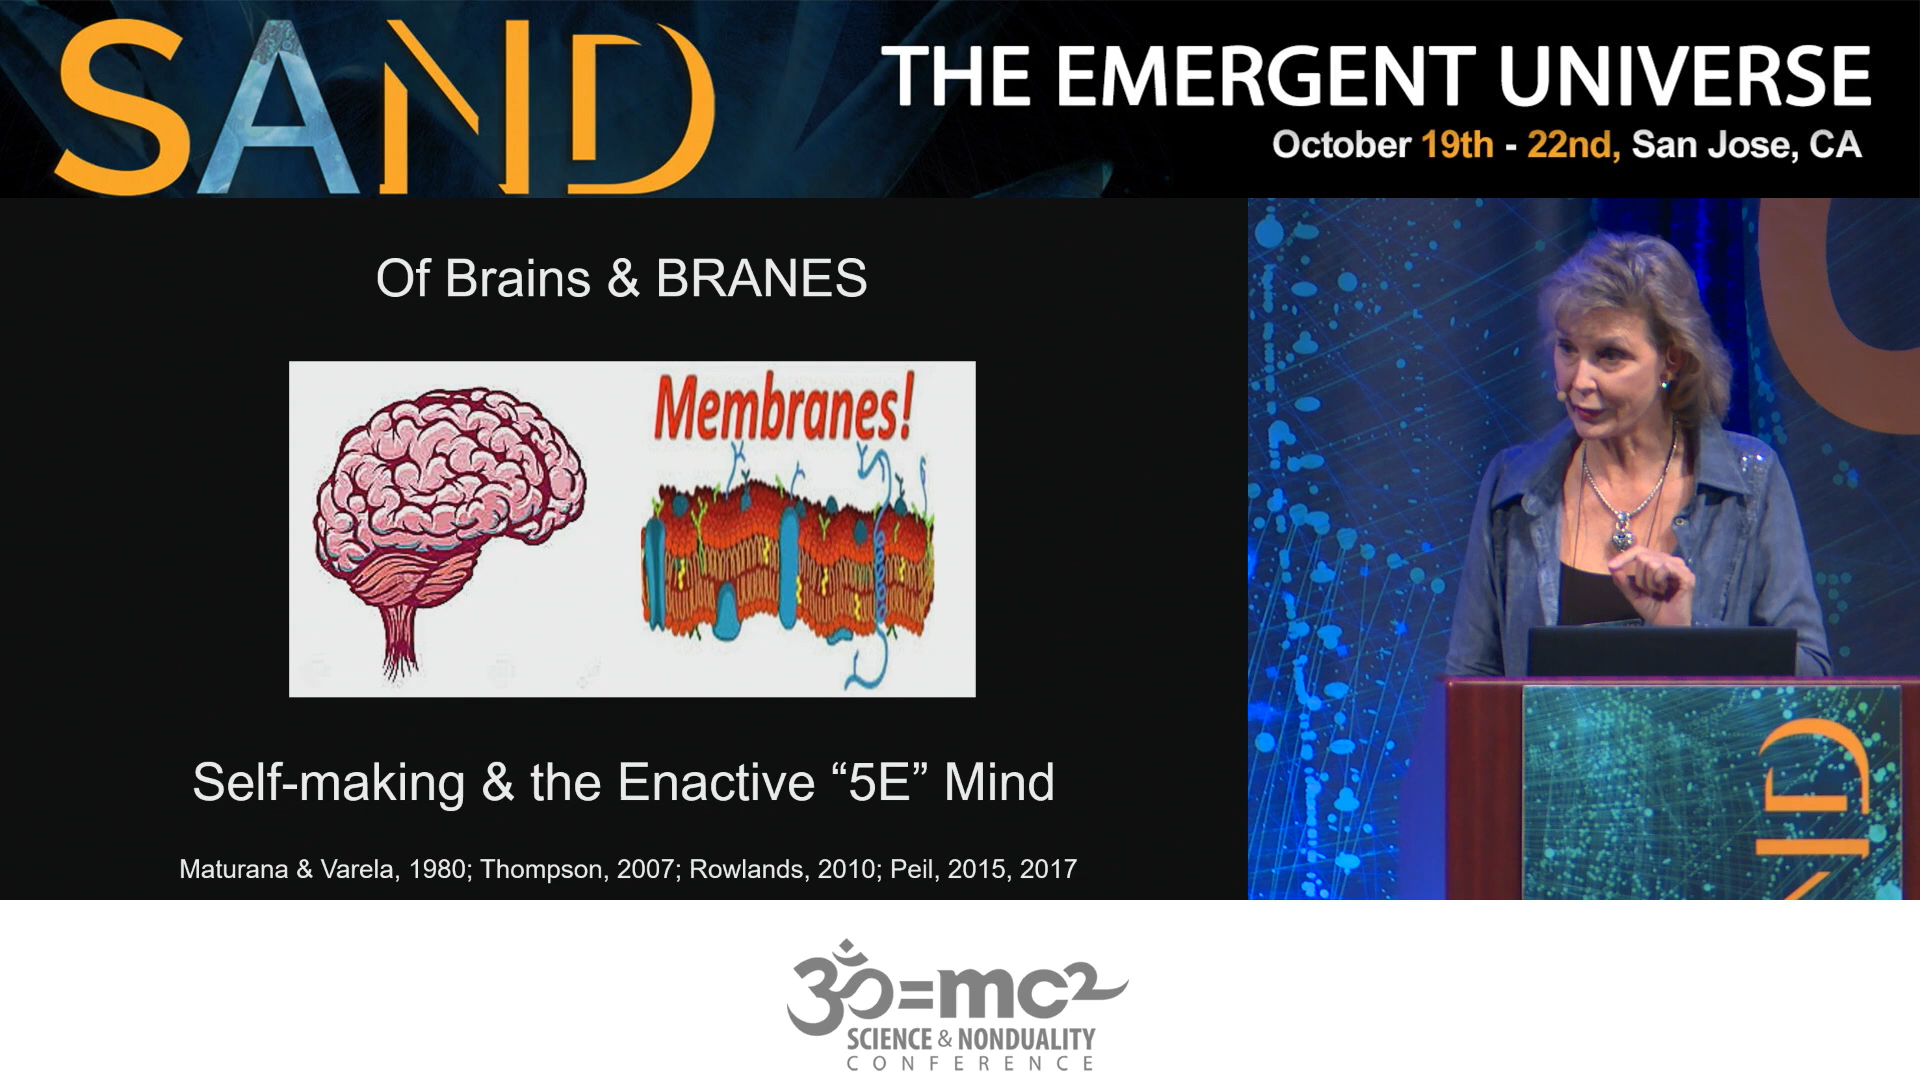 SAND
THE EMERGENT UNIVERSE
October 19th - 22nd, San Jose, CA
Of Brains & BRANES
Membranes!
Self-making & the Enactive “5E” Mind
Maturana & Varela, 1980; Thompson, 2007; Rowlands, 2010; Peil, 2015, 2017
ND
ॐ=mc2
SCIENCE & NONDUALITY
CONFERENCE